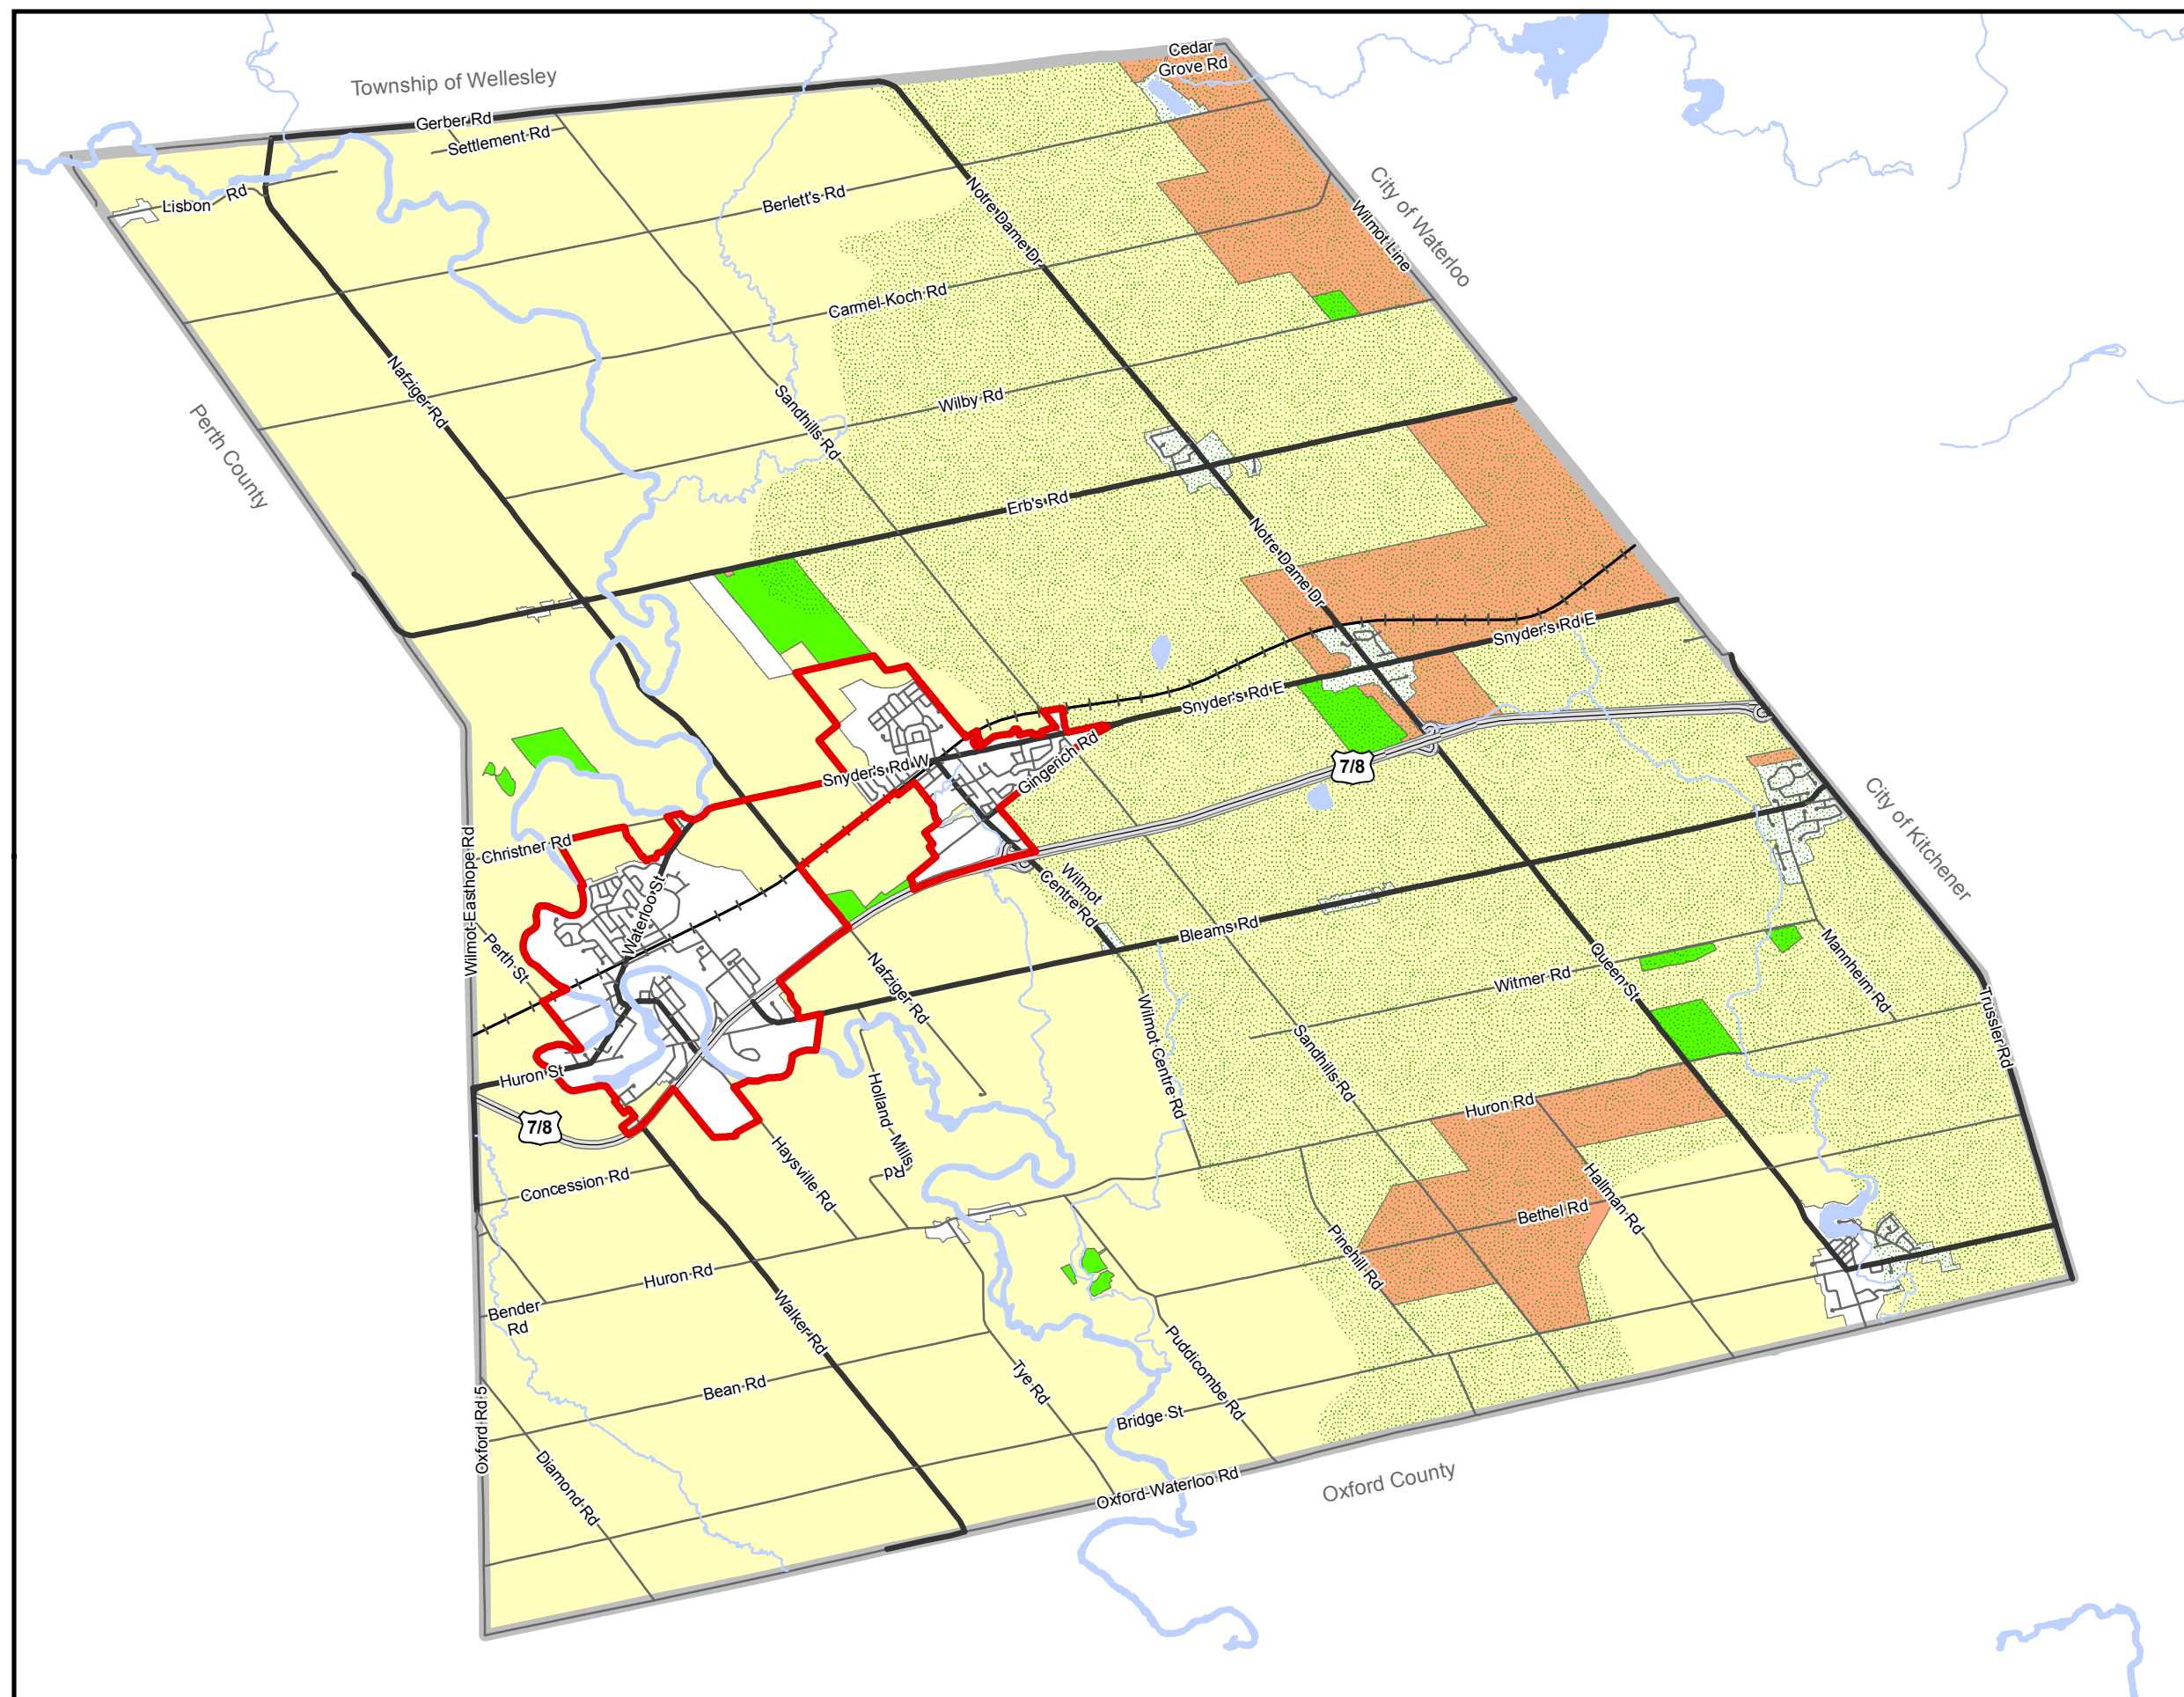 Cedar
Grove Rd
Township of Wellesley
Gerber Rd
Settlement Rd
Lisbon Rd
Berlett's Rd
Notre Dame Dr
City of Waterloo
Wilmot Line
Carmel-Koch Rd
Nafziger Rd
Sandhills Rd
Wilby Rd
Perth County
Erb's Rd
Notre Dame Dr
Snyder's Rd E
Snyder's Rd E
Snyder's Rd W
Gingerich Rd
7/8
City of Kitchener
Christner Rd
Wilmot-Easthope Rd
Waterloo St
Wilmot
Centre Rd
Bleams Rd
Perth St
Nafziger Rd
Queen St
Mannheim Rd
Witmer Rd
Trussler Rd
Wilmot Centre Rd
Sandhills Rd
Huron St
7/8
Holland Mills
Rd
Huron Rd
Haysville Rd
Concession Rd
Hallman Rd
Bethel Rd
Pinehill Rd
Huron Rd
Bender
Rd
Walker Rd
Puddicombe Rd
Tye Rd
Bean Rd
Bridge St
Oxford Rd 5
Diamond Rd
Oxford-Waterloo Rd
Oxford County